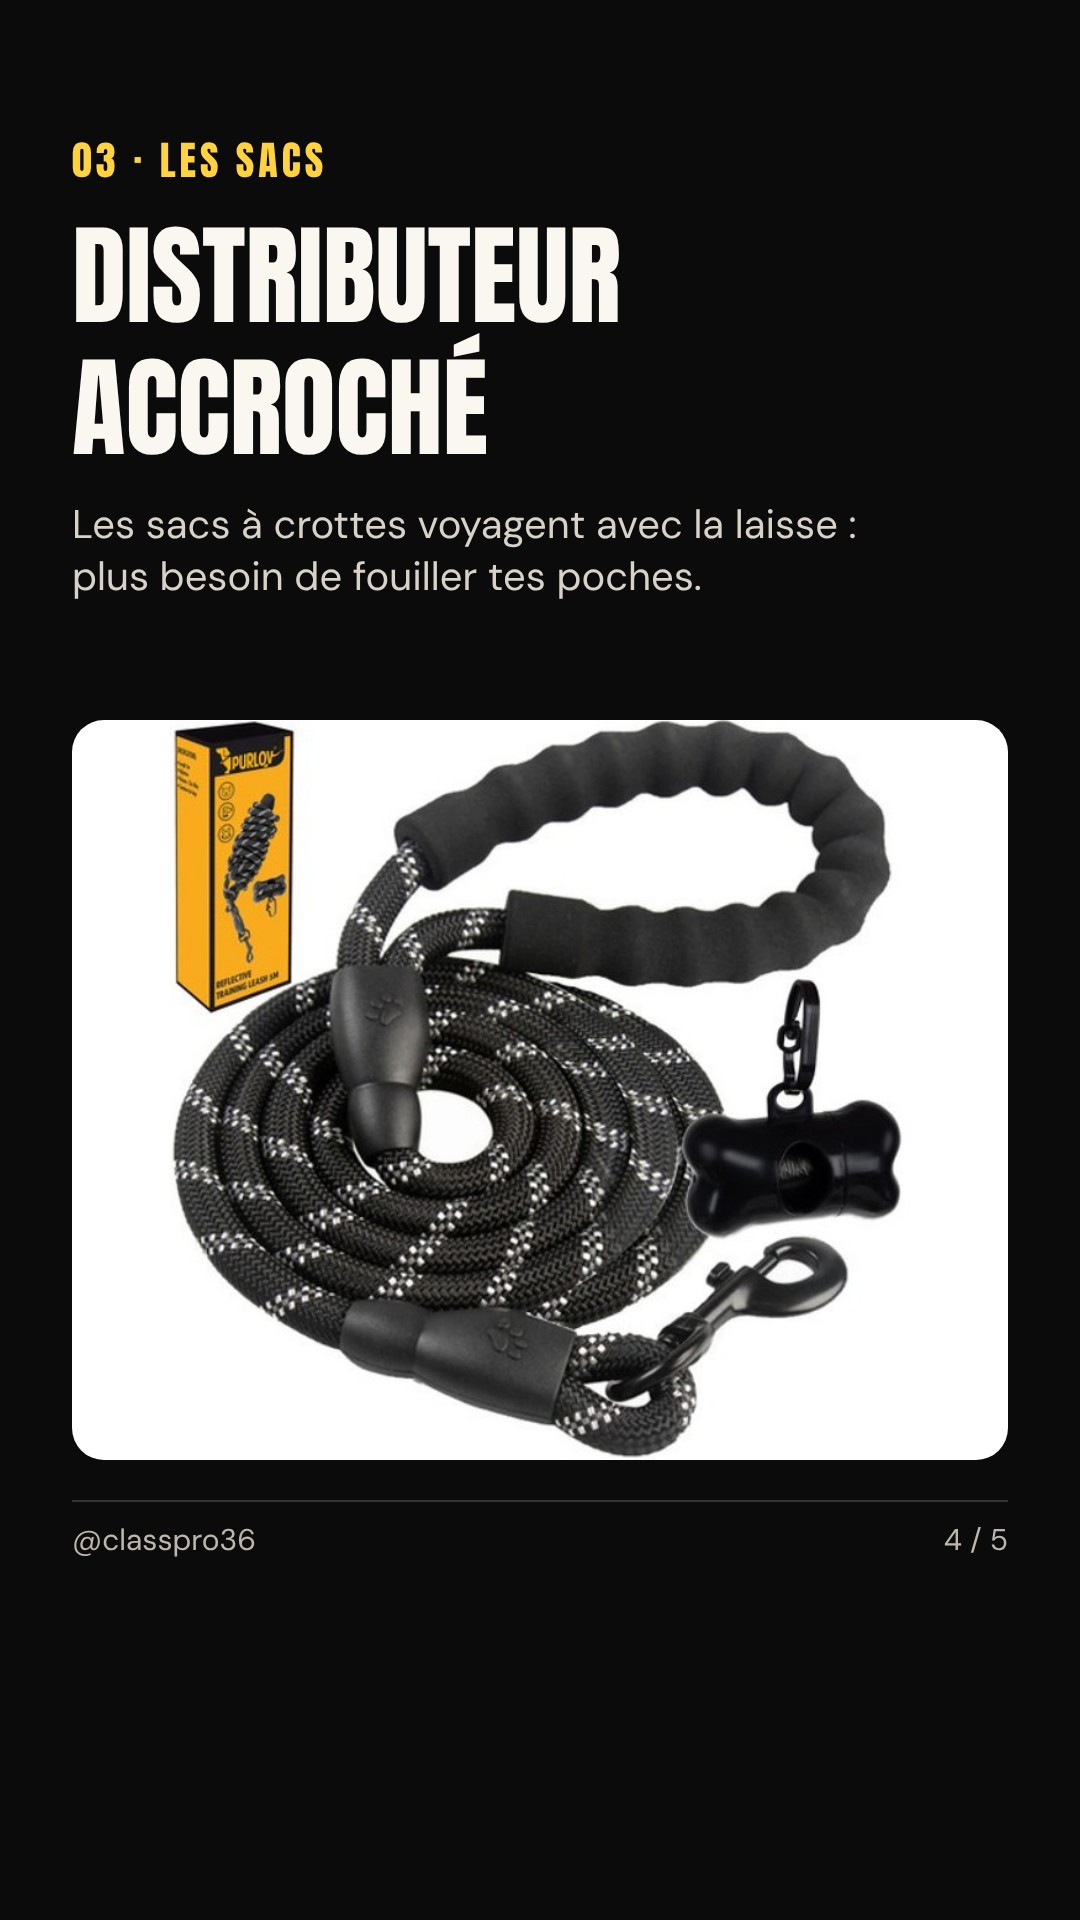 03 · LES SACS
DISTRIBUTEUR
ACCROCHÉ
Les sacs à crottes voyagent avec la laisse :
plus besoin de fouiller tes poches.
PURLOV
REFLECTIVE
TRAINING LEASH 5M
@classpro36
4 / 5